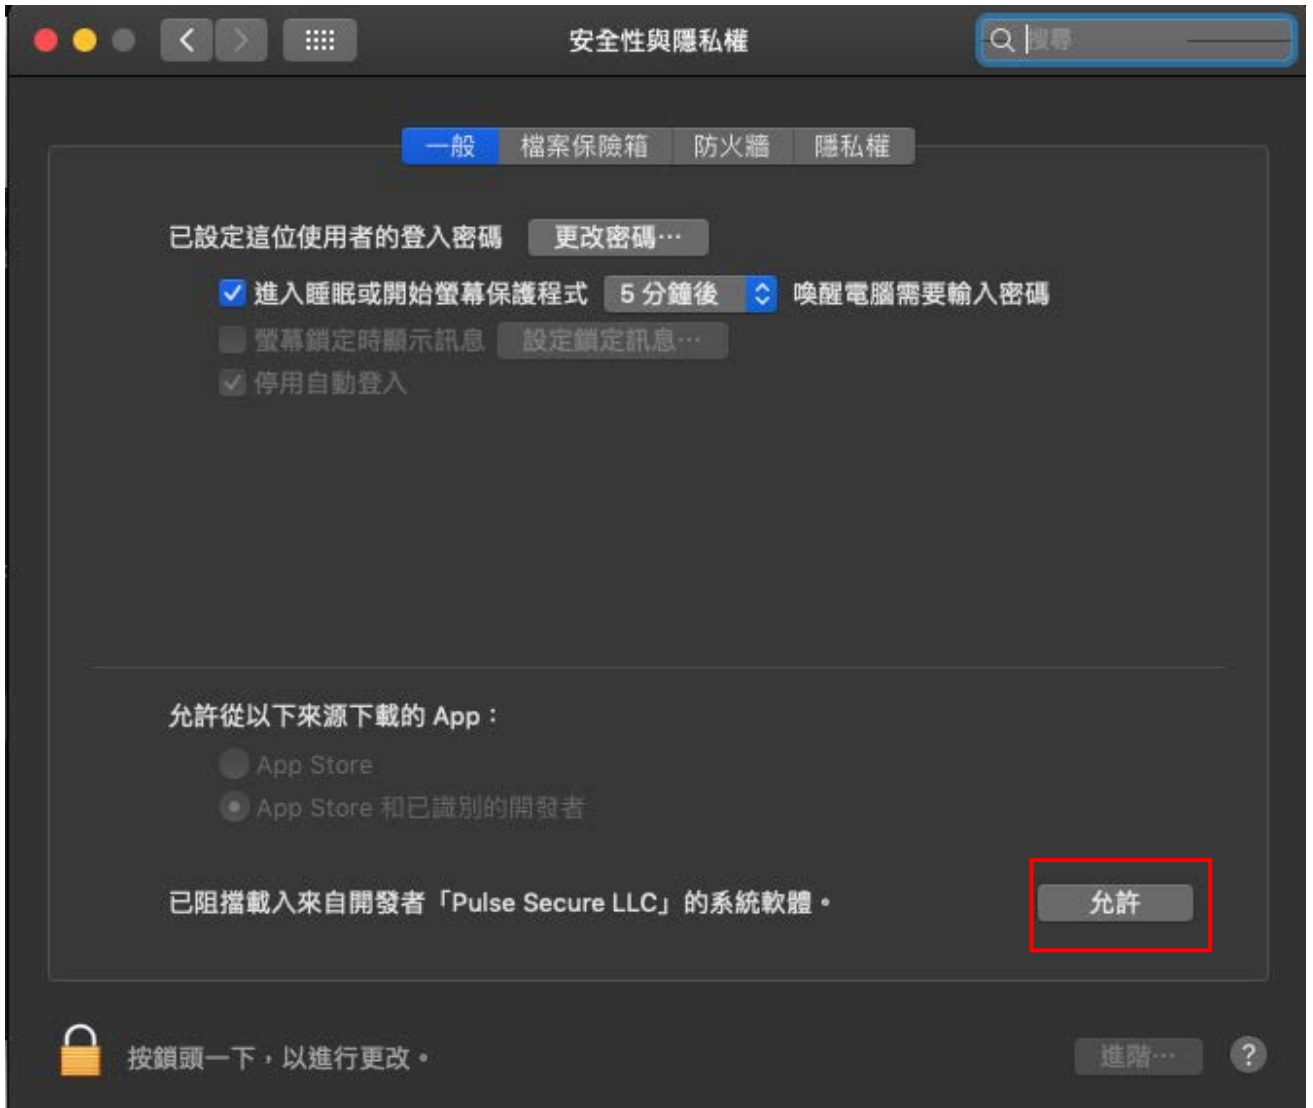 安全性與隱私權
搜尋
一般 檔案保險箱 防火牆 隱私權
已設定這位使用者的登入密碼 更改密碼…
進入睡眠或開始螢幕保護程式 5 分鐘後 喚醒電腦需要輸入密碼
螢幕鎖定時顯示訊息 設定鎖定訊息…
停用自動登入
允許從以下來源下載的 App：
App Store
App Store 和已識別的開發者
已阻擋載入來自開發者「Pulse Secure LLC」的系統軟體。 允許
按鎖頭一下，以進行更改。 進階… ?